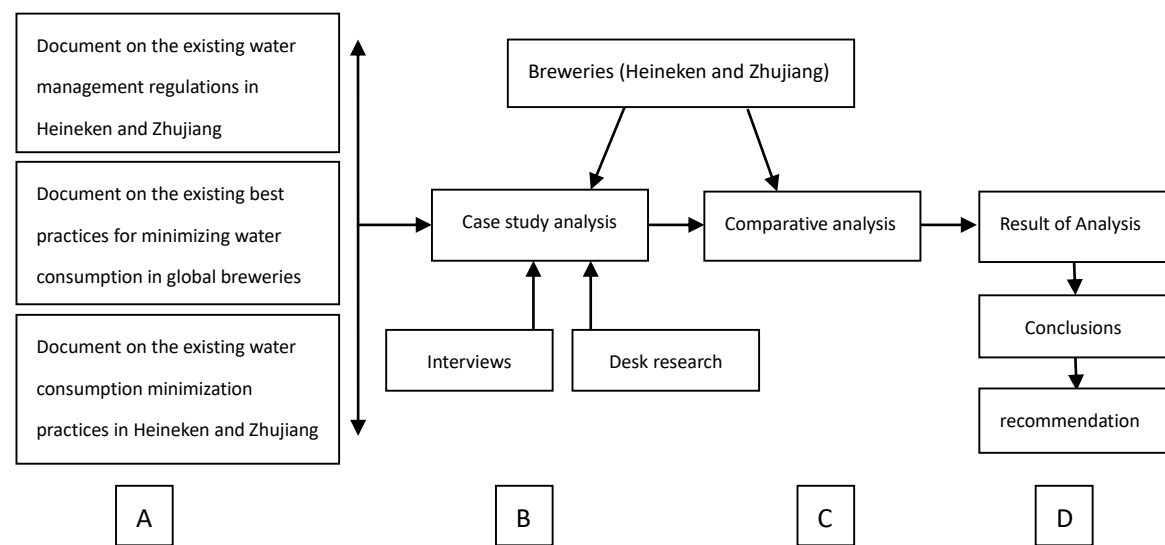 Document on the existing water
management regulations in
Heineken and Zhujiang
Document on the existing best
practices for minimizing water
consumption in global breweries
Document on the existing water
consumption minimization
practices in Heineken and Zhujiang
Breweries (Heineken and Zhujiang)
Case study analysis
Comparative analysis
Result of Analysis
Interviews
Desk research
Conclusions
recommendation
A
B
C
D